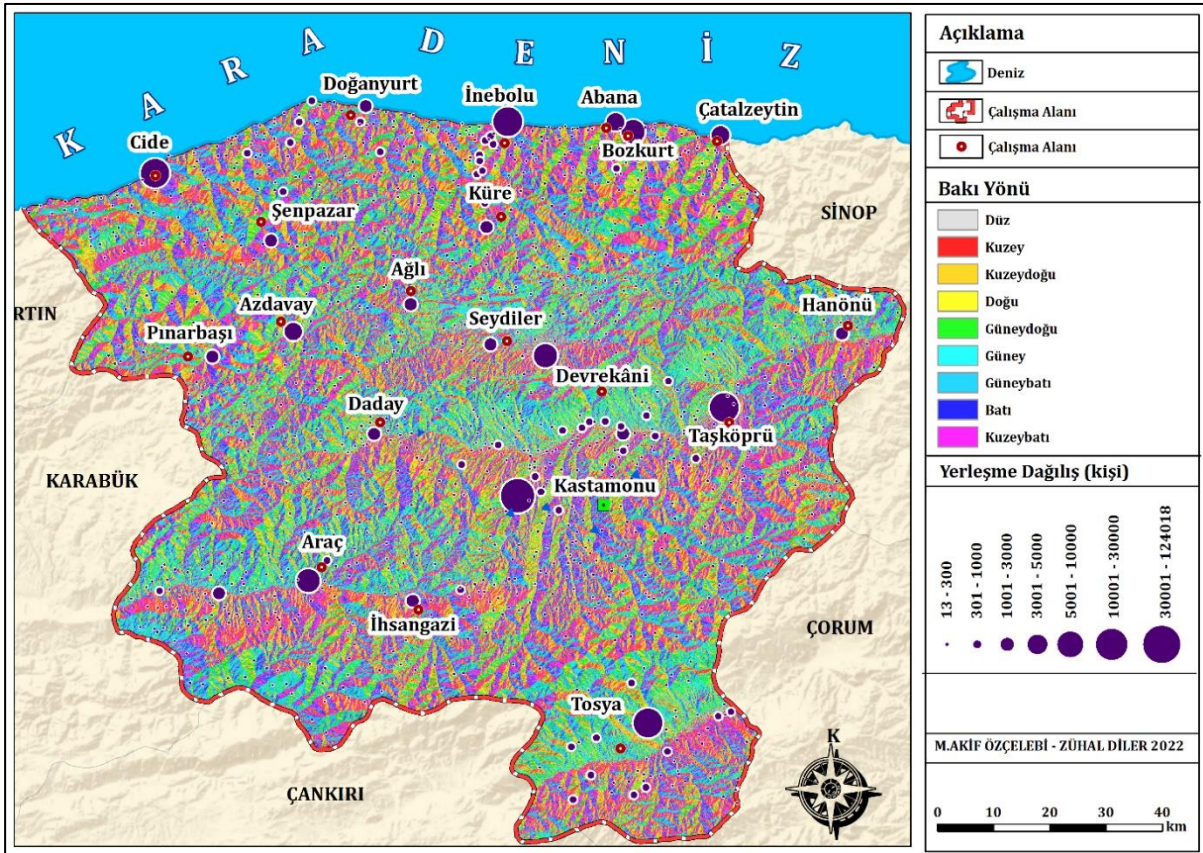 K A R A D E N İ Z
Doğanyurt
İnebolu
Abana
Çatalzeytin
Cide
Bozkurt
Küre
Şenpazar
SİNOP
Ağlı
Azdavay
Hanönü
RTIN
Seydiler
Pınarbaşı
Devrekâni
Daday
Taşköprü
KARABÜK
Kastamonu
Araç
İhsangazi
ÇORUM
Tosya
K
ÇANKIRI
Açıklama
Deniz
Çalışma Alanı
Çalışma Alanı
Bakı Yönü
Düz
Kuzey
Kuzeydoğu
Doğu
Güneydoğu
Güney
Güneybatı
Batı
Kuzeybatı
Yerleşme Dağılış (kişi)
13 - 300
301 - 1000
1001 - 3000
3001 - 5000
5001 - 10000
10001 - 30000
30001 - 124018
M.AKİF ÖZÇELEBİ - ZÜHAL DİLER 2022
0 10 20 30 40
km